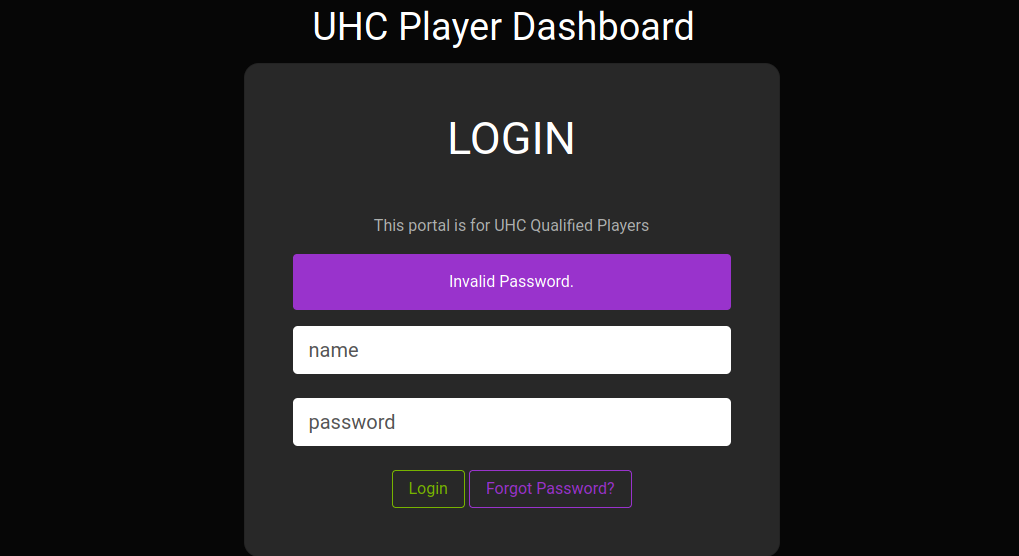 UHC Player Dashboard
LOGIN
This portal is for UHC Qualified Players
Invalid Password.
name
password
Login Forgot Password?